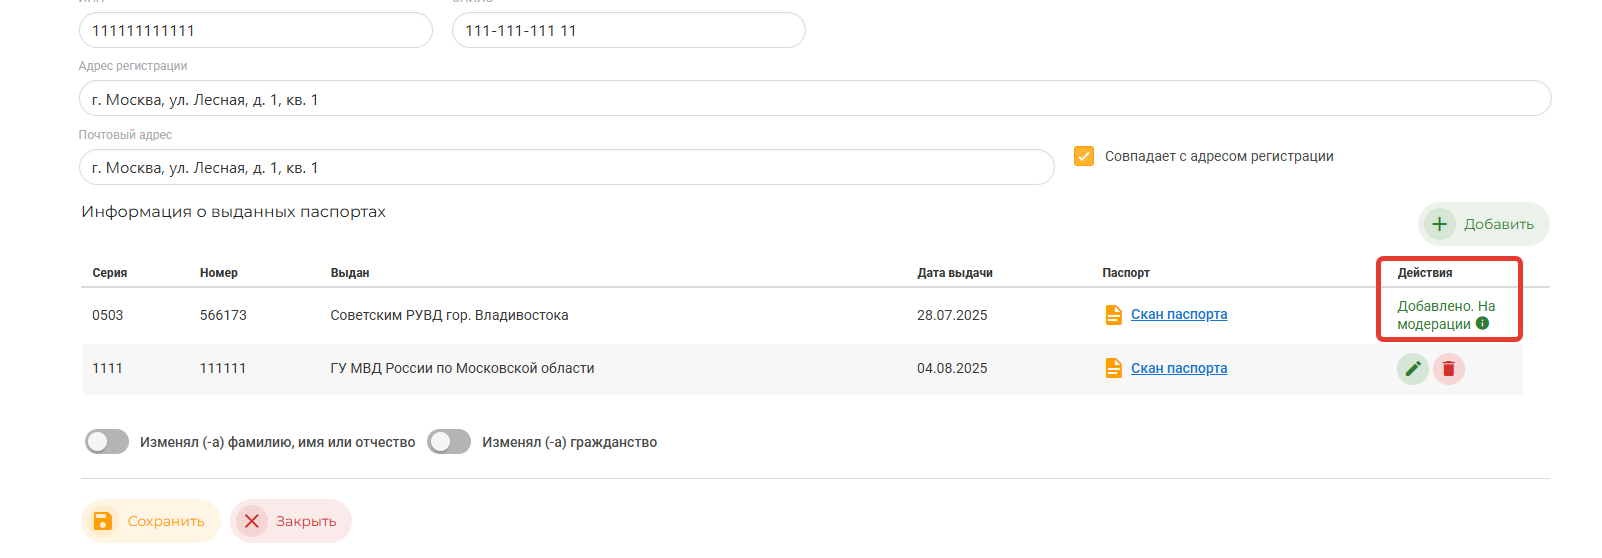 111111111111 111-111-111 11
Адрес регистрации
г. Москва, ул. Лесная, д. 1, кв. 1
Почтовый адрес
г. Москва, ул. Лесная, д. 1, кв. 1
Совпадает с адресом регистрации
Информация о выданных паспортах
Добавить
Серия Номер Выдан Дата выдачи Паспорт Действия
0503 566173 Советским РУВД гор. Владивостока 28.07.2025 Скан паспорта Добавлено. На
модерации
1111 111111 ГУ МВД России по Московской области 04.08.2025 Скан паспорта
Изменял (-а) фамилию, имя или отчество Изменял (-а) гражданство
Сохранить Закрыть